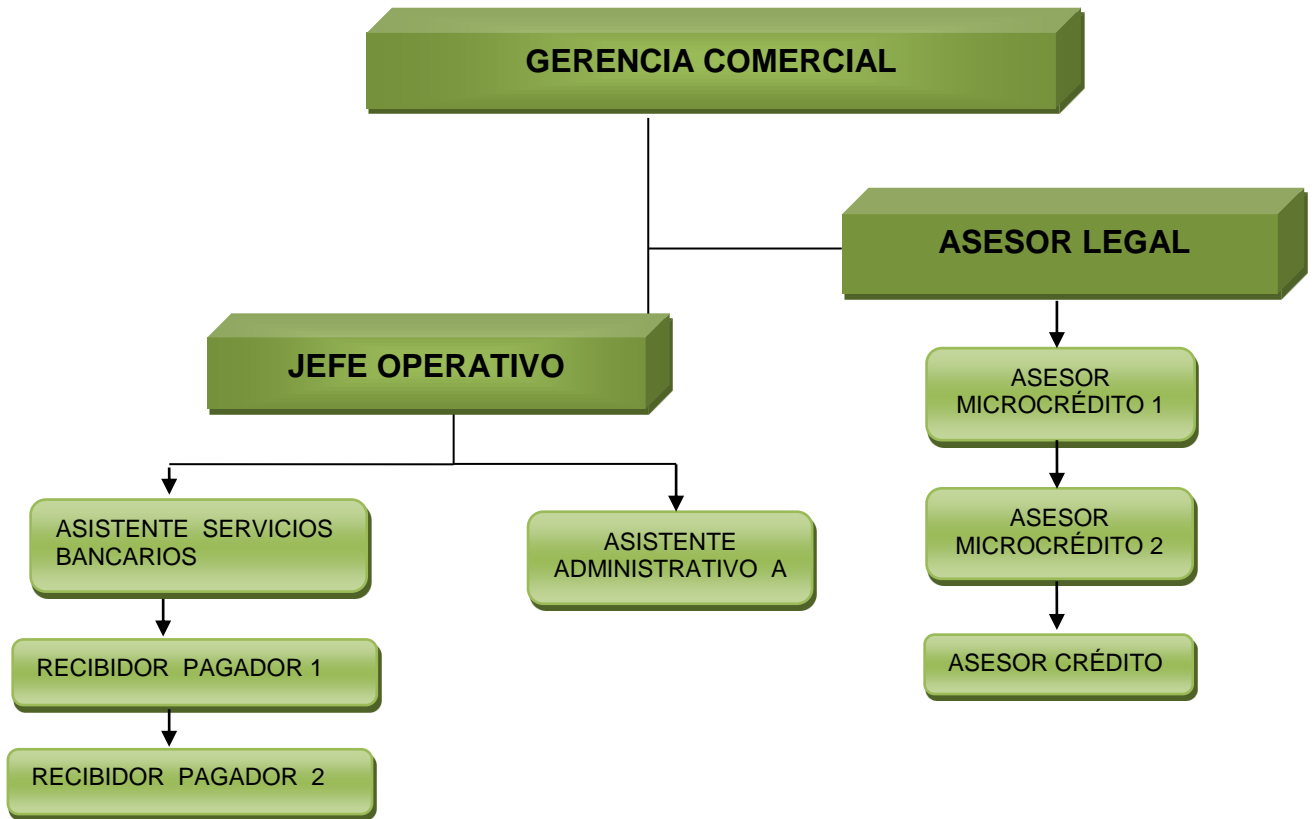 GERENCIA COMERCIAL
ASESOR LEGAL
JEFE OPERATIVO
ASESOR
MICROCRÉDITO 1
ASISTENTE SERVICIOS
BANCARIOS
ASISTENTE
ADMINISTRATIVO A
ASESOR
MICROCRÉDITO 2
RECIBIDOR PAGADOR 1
ASESOR CRÉDITO
RECIBIDOR PAGADOR 2